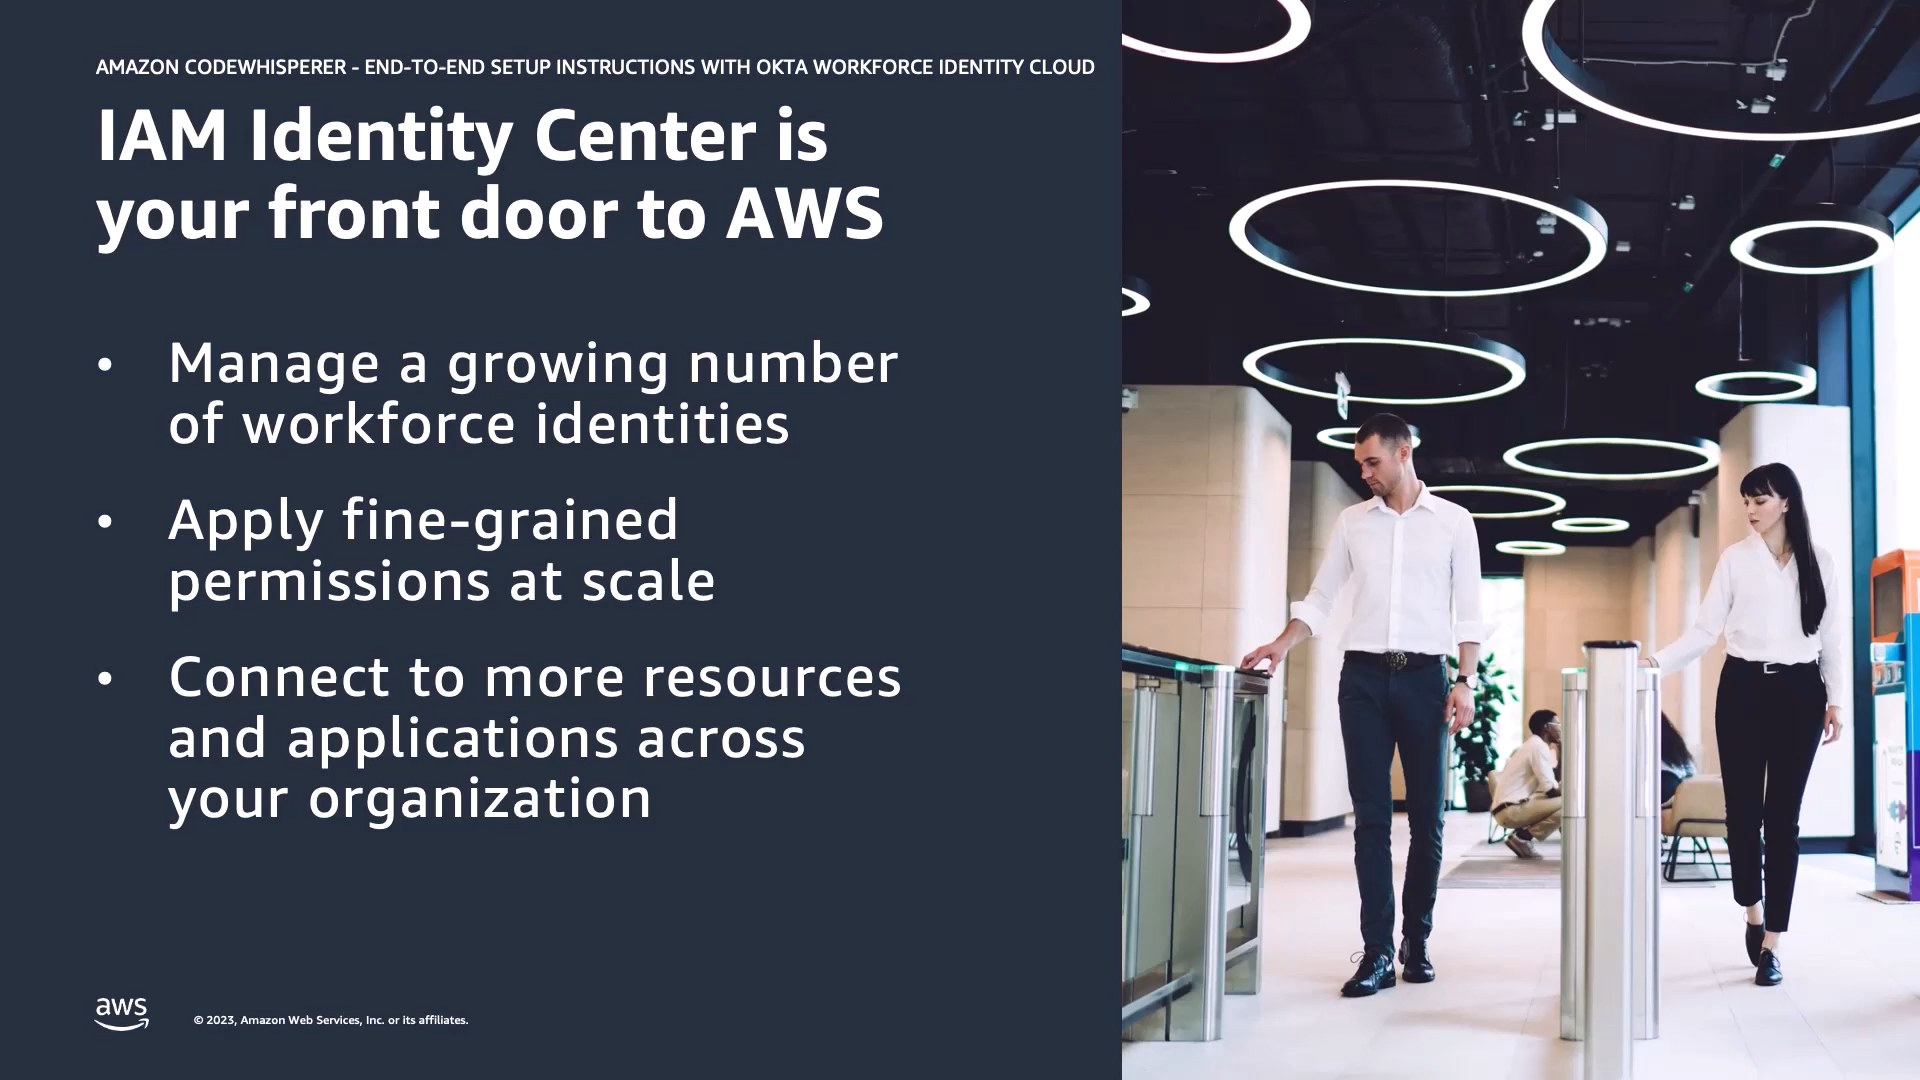 AMAZON CODEWHISPERER - END-TO-END SETUP INSTRUCTIONS WITH OKTA WORKFORCE IDENTITY CLOUD
IAM Identity Center is
your front door to AWS
• Manage a growing number
of workforce identities
• Apply fine-grained
permissions at scale
• Connect to more resources
and applications across
your organization
aws
© 2023, Amazon Web Services, Inc. or its affiliates.